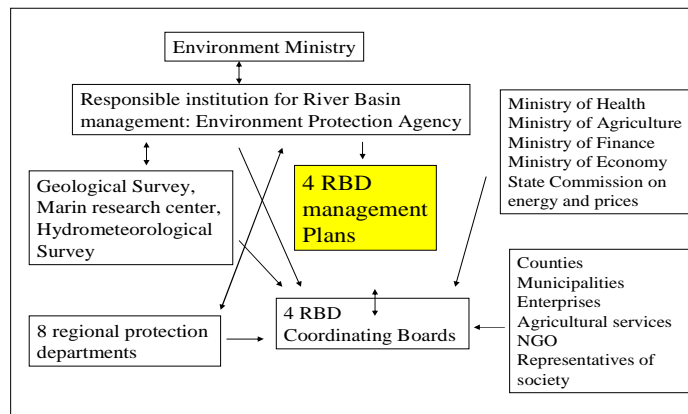 Environment Ministry
Responsible institution for River Basin
management: Environment Protection Agency
Ministry of Health
Ministry of Agriculture
Ministry of Finance
Ministry of Economy
State Commission on
energy and prices
Geological Survey,
Marin research center,
Hydrometeorological
Survey
4 RBD
management
Plans
Counties
Municipalities
Enterprises
Agricultural services
NGO
Representatives of
society
8 regional protection
departments
4 RBD
Coordinating Boards